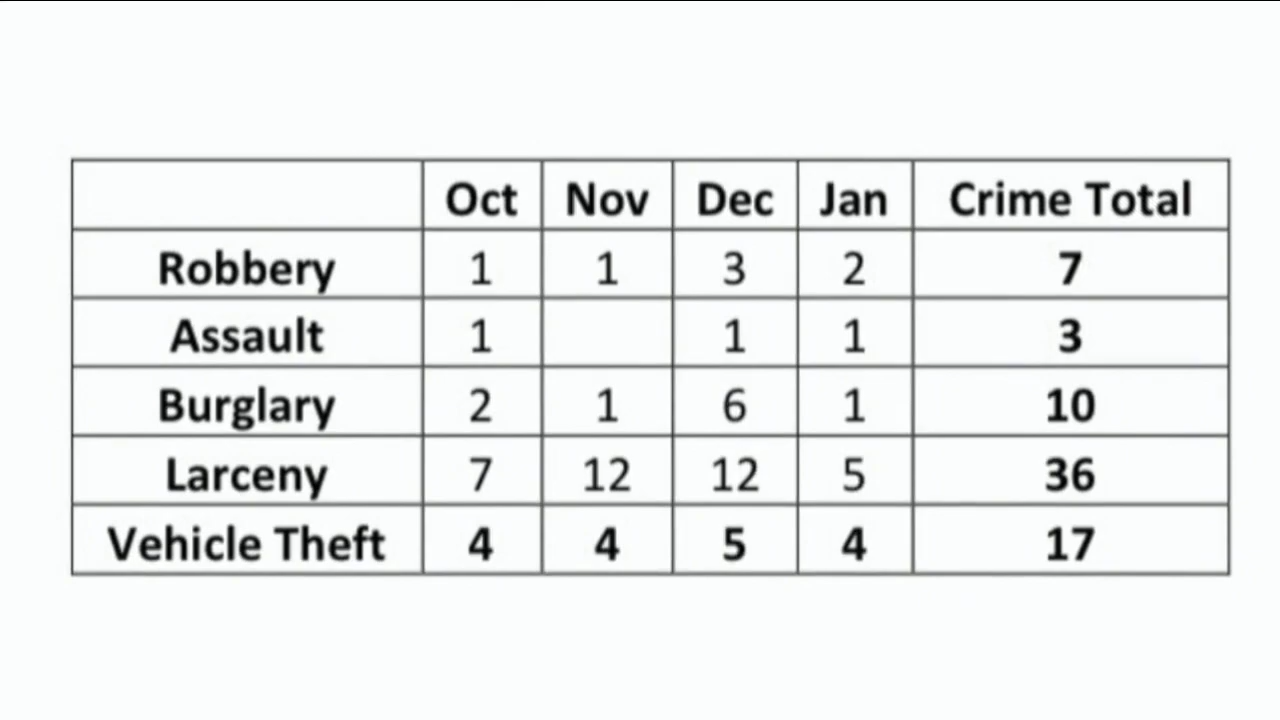 Oct Nov Dec Jan Crime Total
Robbery 1 1 3 2 7
Assault 1 1 1 3
Burglary 2 1 6 1 10
Larceny 7 12 12 5 36
Vehicle Theft 4 4 5 4 17